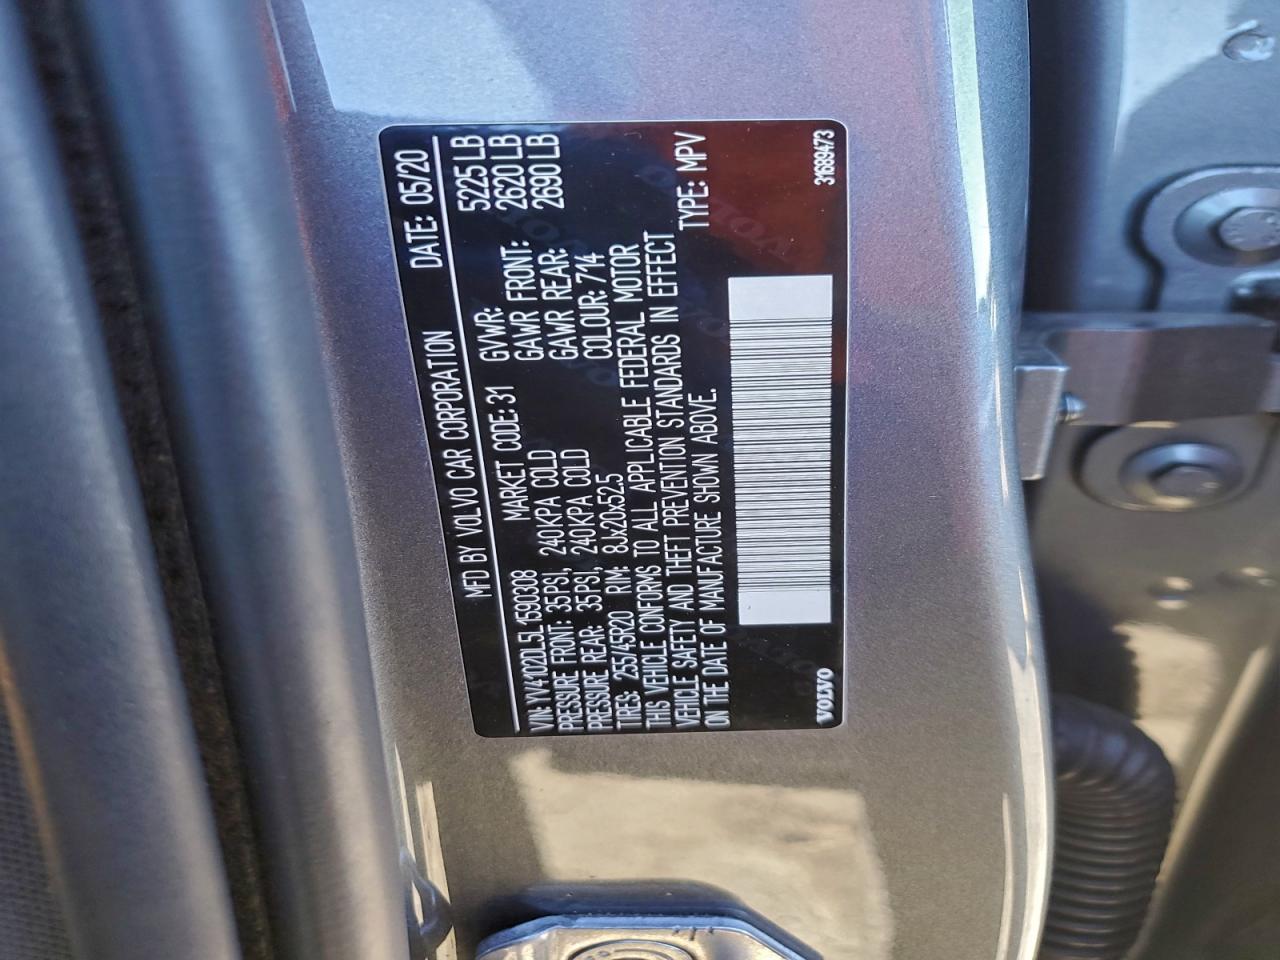 MFD BY VOLVO CAR CORPORATION DATE: 05/20
VIN: YV4102DL5L1590308 MARKET CODE: 31 GVWR: 5225 LB
PRESSURE FRONT: 35PSI, 240KPA COLD GAWR FRONT: 2620 LB
PRESSURE REAR: 35PSI, 240KPA COLD GAWR REAR: 2690 LB
TIRES: 255/45R20 RIM: 8Jx20x52.5 COLOUR: 714
THIS VEHICLE CONFORMS TO ALL APPLICABLE FEDERAL MOTOR
VEHICLE SAFETY AND THEFT PREVENTION STANDARDS IN EFFECT
ON THE DATE OF MANUFACTURE SHOWN ABOVE. TYPE: MPV
VOLVO 31689473